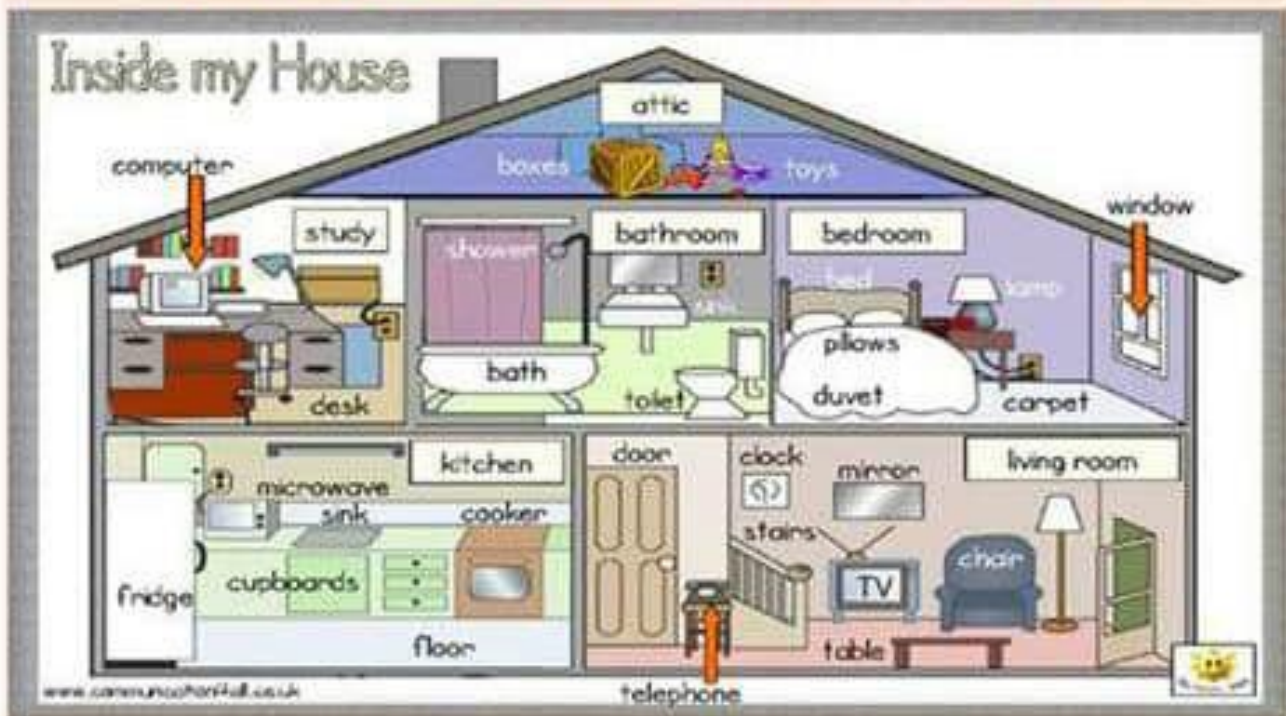 Inside my House
attic
computer
boxes
toys
window
study
shower
bathroom
bedroom
bed
lamp
pillows
bath
duvet
desk
toilet
carpet
kitchen
door
clock
living room
mirror
microwave
sink
cooker
stairs
chair
cupboards
TV
fridge
floor
table
telephone